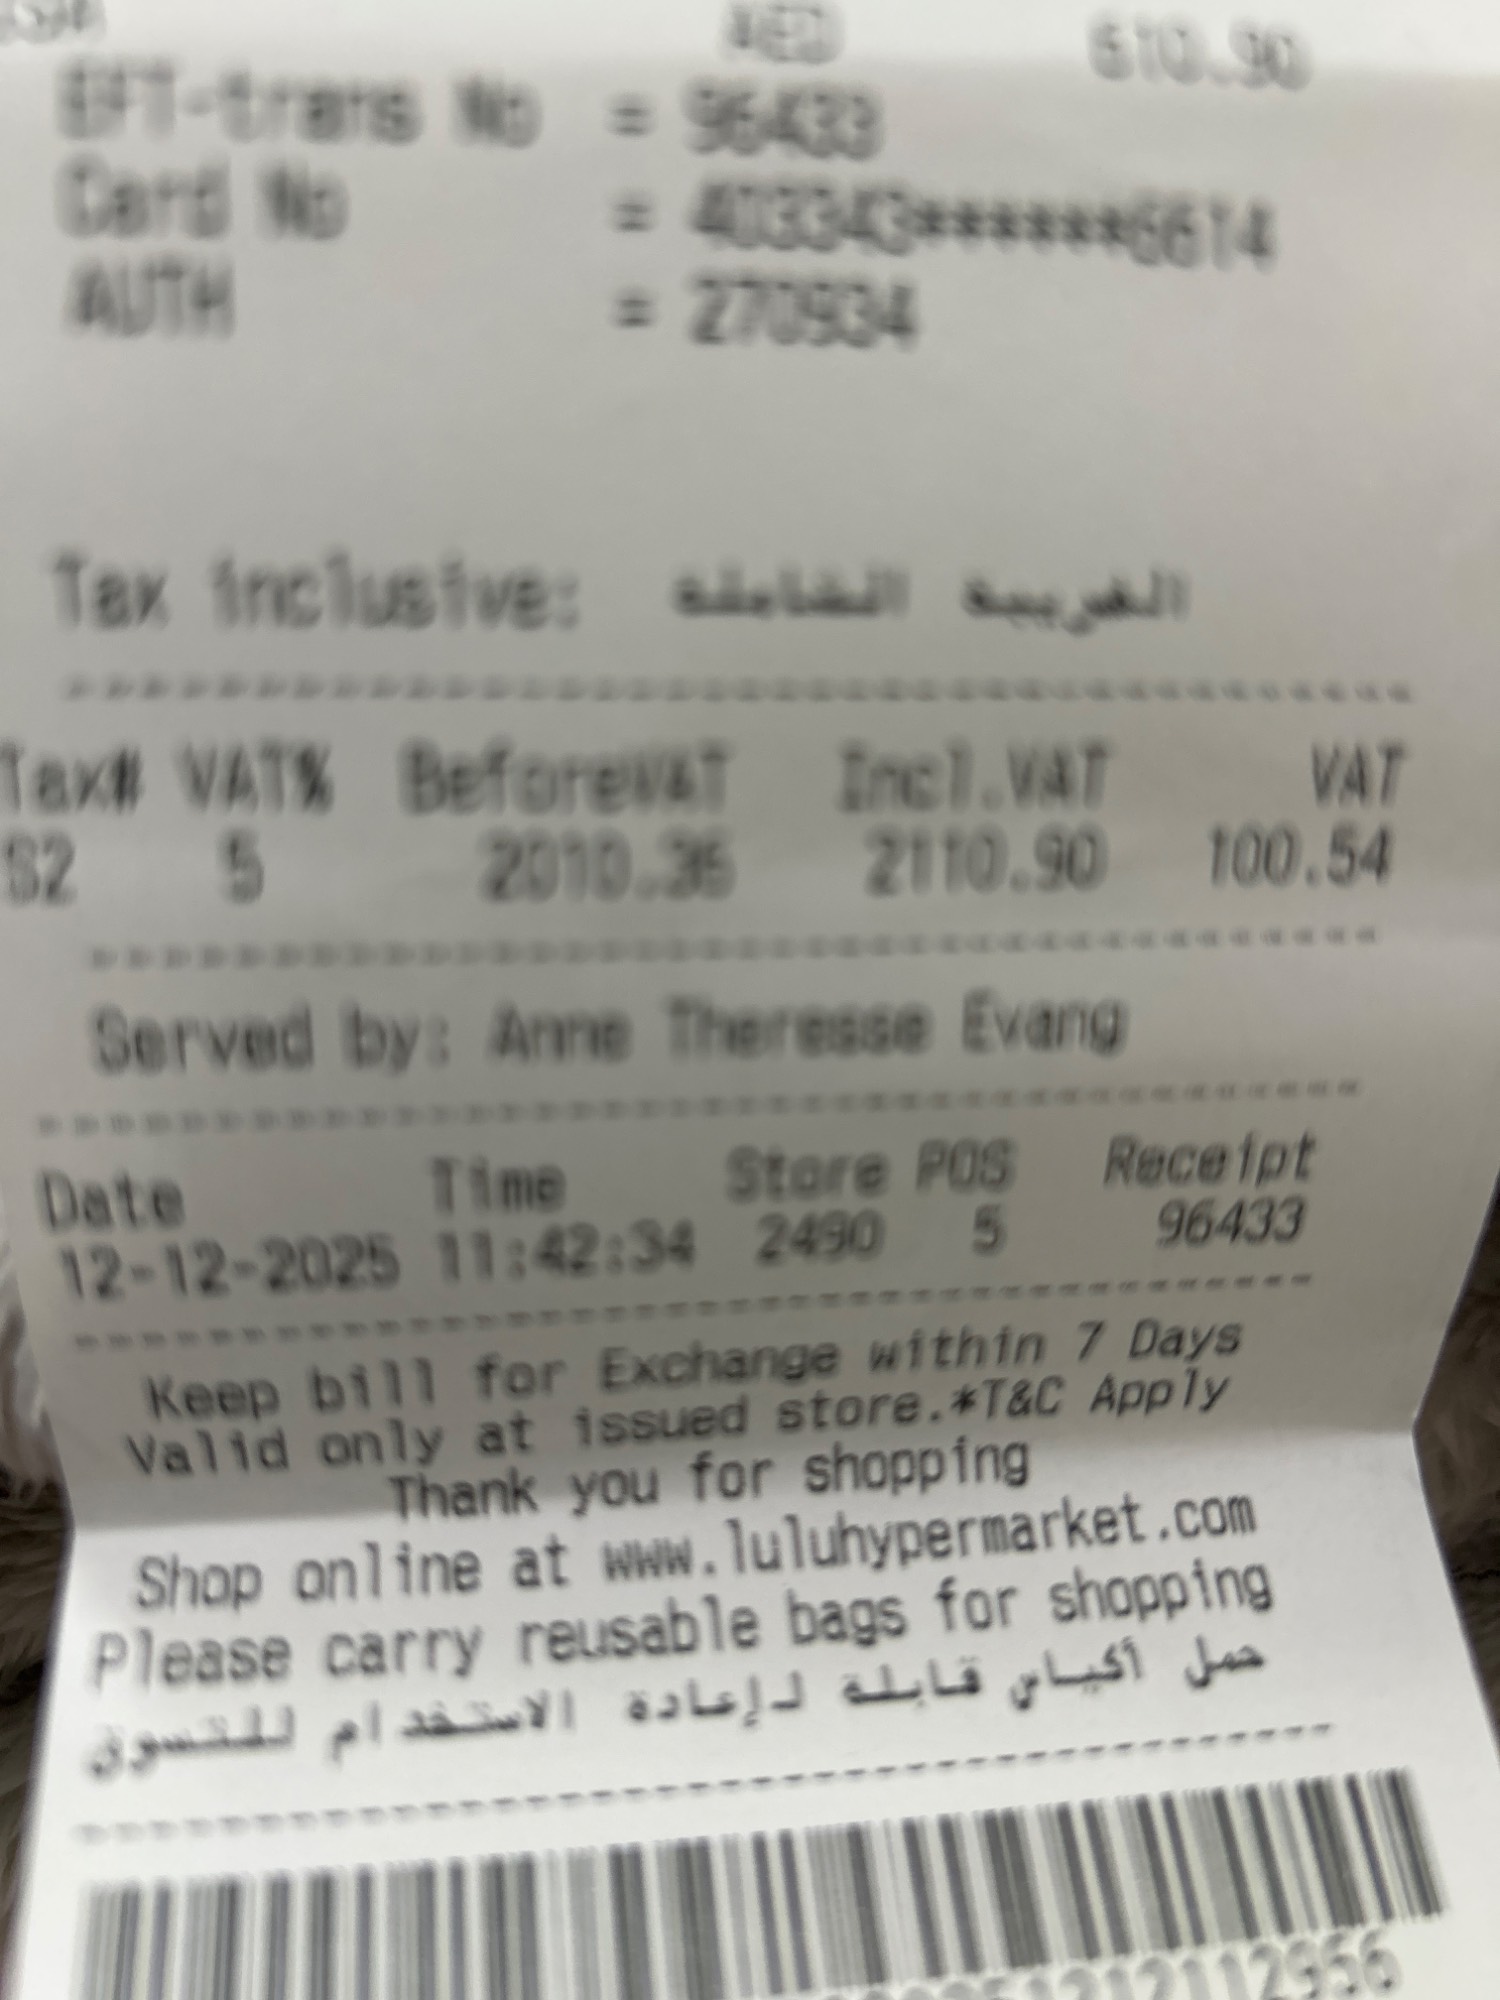 AED 610.90
EFT-trans No = 96433
Card No = 403343******6614
AUTH = 270934
Tax inclusive: الضريبة الشاملة
Tax# VAT% BeforeVAT Incl.VAT VAT
S2 5 2010.36 2110.90 100.54
Served by: Anne Theresse Evang
Date Time Store POS Receipt
12-12-2025 11:42:34 2490 5 96433
Keep bill for Exchange within 7 Days
Valid only at issued store.*T&C Apply
Thank you for shopping
Shop online at www.luluhypermarket.com
Please carry reusable bags for shopping
حمل أكياس قابلة لإعادة الاستخدام للتسوق